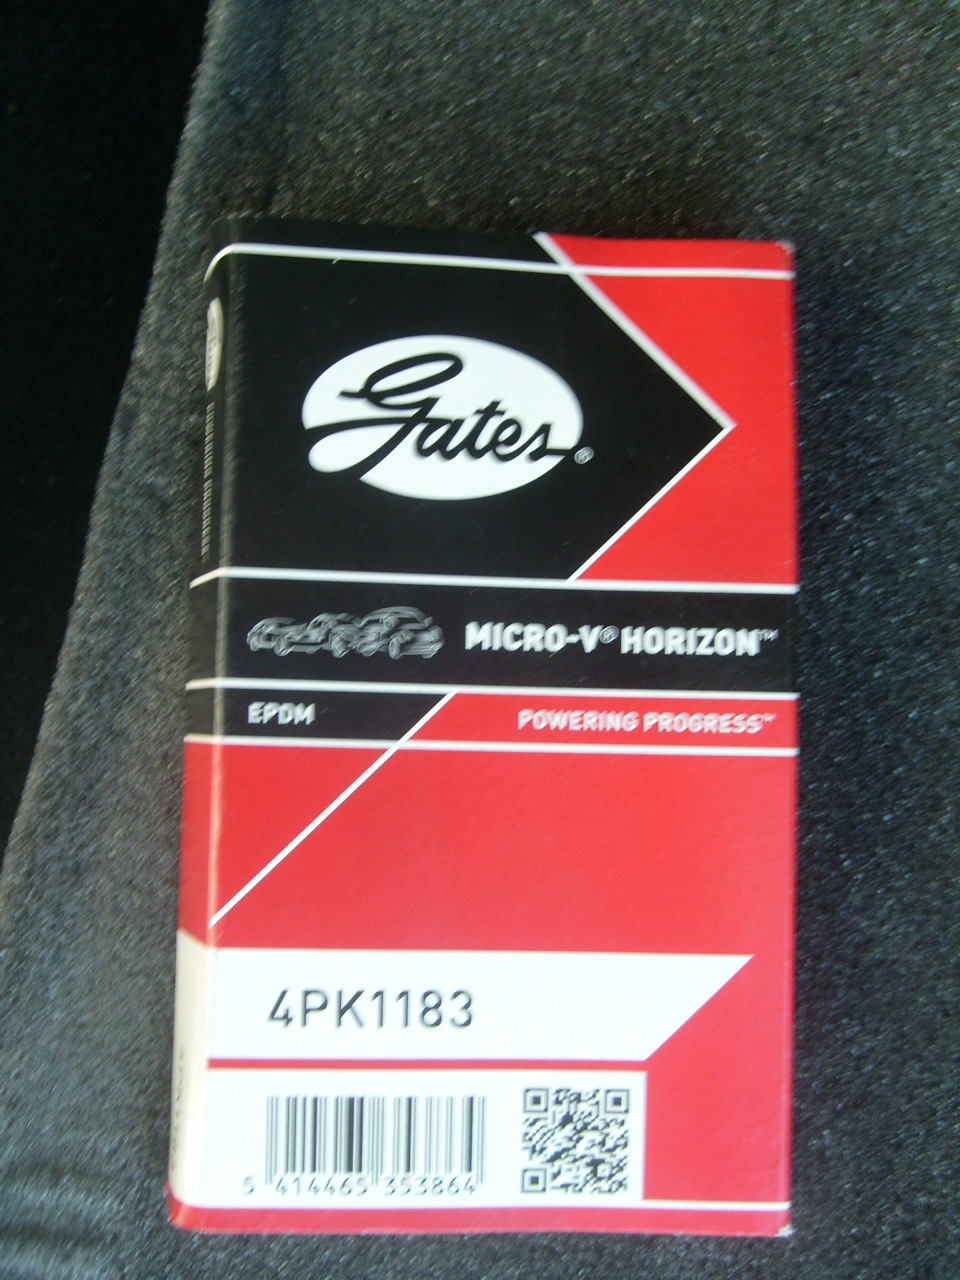 Gates®
MICRO-V® HORIZON™
EPDM
POWERING PROGRESS™
4PK1183
5 414465 353864